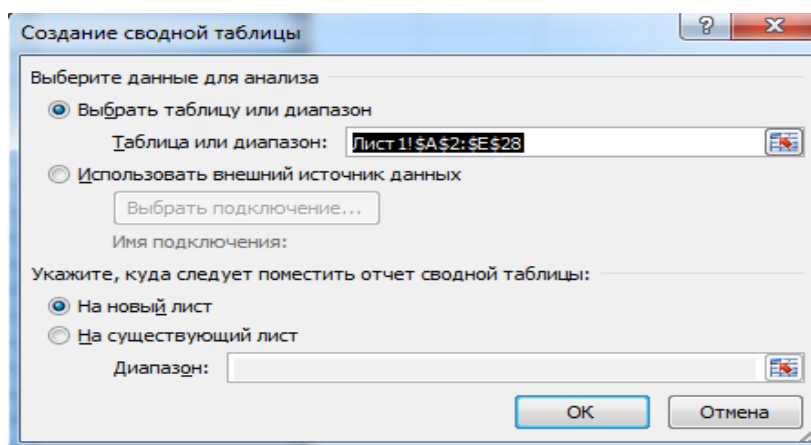 Создание сводной таблицы
Выберите данные для анализа
Выбрать таблицу или диапазон
Таблица или диапазон: Лист1!$A$2:$E$28
Использовать внешний источник данных
Выбрать подключение...
Имя подключения:
Укажите, куда следует поместить отчет сводной таблицы:
На новый лист
На существующий лист
Диапазон:
ОК Отмена